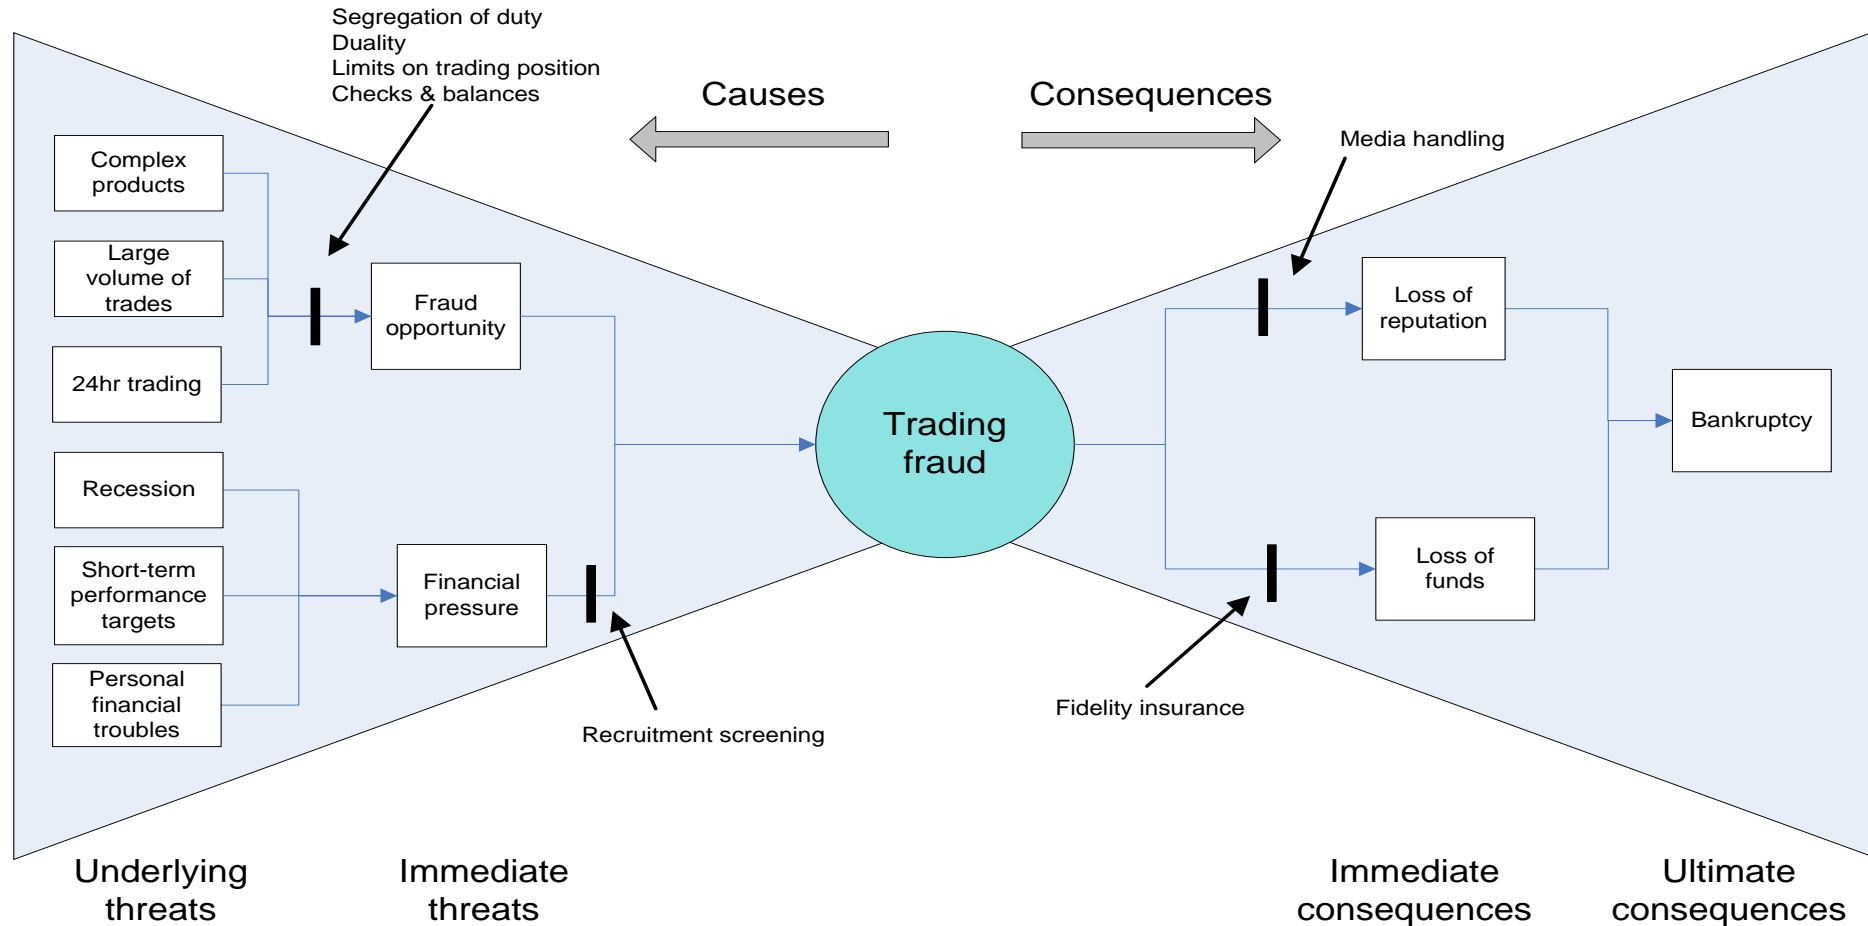 Segregation of duty
Duality
Limits on trading position
Checks & balances
Causes
Consequences
Media handling
Complex
products
Large
volume of
trades
24hr trading
Fraud
opportunity
Recession
Short-term
performance
targets
Personal
financial
troubles
Financial
pressure
Recruitment screening
Trading
fraud
Loss of
reputation
Bankruptcy
Loss of
funds
Fidelity insurance
Underlying
threats
Immediate
threats
Immediate
consequences
Ultimate
consequences